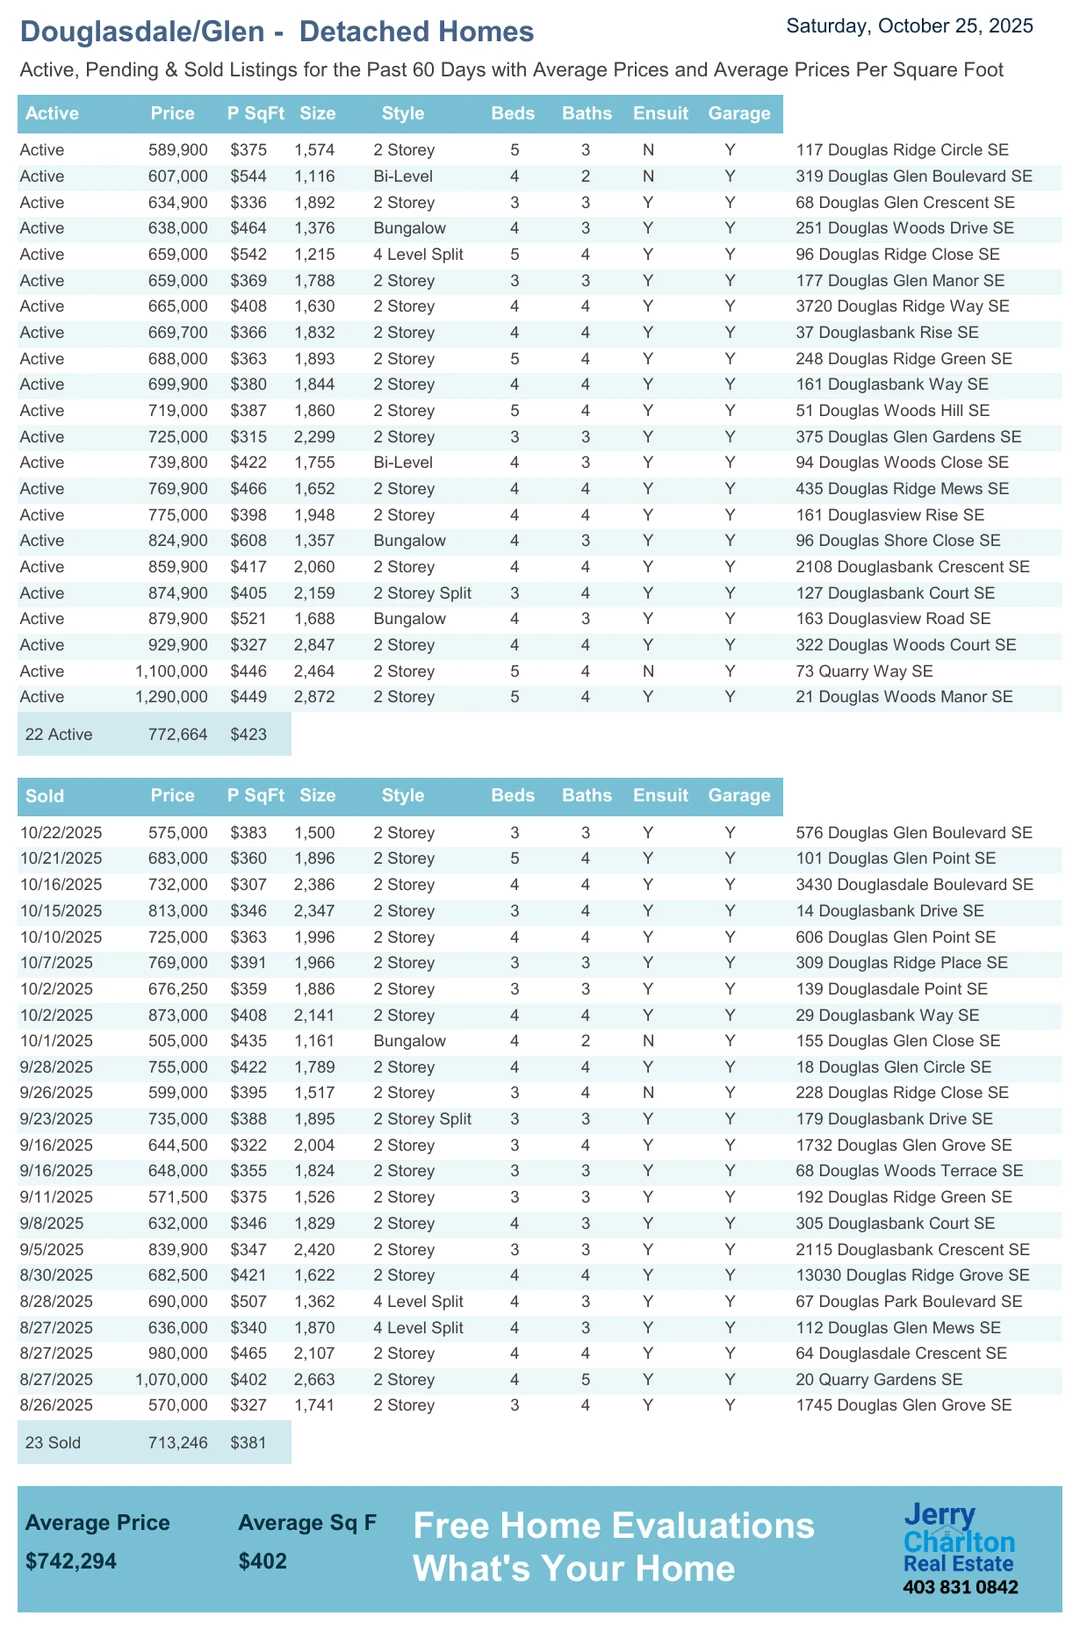 Douglasdale/Glen - Detached Homes Saturday, October 25, 2025
Active, Pending & Sold Listings for the Past 60 Days with Average Prices and Average Prices Per Square Foot
Active Price P SqFt Size Style Beds Baths Ensuit Garage
Active 589,900 $375 1,574 2 Storey 5 3 N Y 117 Douglas Ridge Circle SE
Active 607,000 $544 1,116 Bi-Level 4 2 N Y 319 Douglas Glen Boulevard SE
Active 634,900 $336 1,892 2 Storey 3 3 Y Y 68 Douglas Glen Crescent SE
Active 638,000 $464 1,376 Bungalow 4 3 Y Y 251 Douglas Woods Drive SE
Active 659,000 $542 1,215 4 Level Split 5 4 Y Y 96 Douglas Ridge Close SE
Active 659,000 $369 1,788 2 Storey 3 3 Y Y 177 Douglas Glen Manor SE
Active 665,000 $408 1,630 2 Storey 4 4 Y Y 3720 Douglas Ridge Way SE
Active 669,700 $366 1,832 2 Storey 4 4 Y Y 37 Douglasbank Rise SE
Active 688,000 $363 1,893 2 Storey 5 4 Y Y 248 Douglas Ridge Green SE
Active 699,900 $380 1,844 2 Storey 4 4 Y Y 161 Douglasbank Way SE
Active 719,000 $387 1,860 2 Storey 5 4 Y Y 51 Douglas Woods Hill SE
Active 725,000 $315 2,299 2 Storey 3 3 Y Y 375 Douglas Glen Gardens SE
Active 739,800 $422 1,755 Bi-Level 4 3 Y Y 94 Douglas Woods Close SE
Active 769,900 $466 1,652 2 Storey 4 4 Y Y 435 Douglas Ridge Mews SE
Active 775,000 $398 1,948 2 Storey 4 4 Y Y 161 Douglasview Rise SE
Active 824,900 $608 1,357 Bungalow 4 3 Y Y 96 Douglas Shore Close SE
Active 859,900 $417 2,060 2 Storey 4 4 Y Y 2108 Douglasbank Crescent SE
Active 874,900 $405 2,159 2 Storey Split 3 4 Y Y 127 Douglasbank Court SE
Active 879,900 $521 1,688 Bungalow 4 3 Y Y 163 Douglasview Road SE
Active 929,900 $327 2,847 2 Storey 4 4 Y Y 322 Douglas Woods Court SE
Active 1,100,000 $446 2,464 2 Storey 5 4 N Y 73 Quarry Way SE
Active 1,290,000 $449 2,872 2 Storey 5 4 Y Y 21 Douglas Woods Manor SE
22 Active 772,664 $423
Sold Price P SqFt Size Style Beds Baths Ensuit Garage
10/22/2025 575,000 $383 1,500 2 Storey 3 3 Y Y 576 Douglas Glen Boulevard SE
10/21/2025 683,000 $360 1,896 2 Storey 5 4 Y Y 101 Douglas Glen Point SE
10/16/2025 732,000 $307 2,386 2 Storey 4 4 Y Y 3430 Douglasdale Boulevard SE
10/15/2025 813,000 $346 2,347 2 Storey 3 4 Y Y 14 Douglasbank Drive SE
10/10/2025 725,000 $363 1,996 2 Storey 4 4 Y Y 606 Douglas Glen Point SE
10/7/2025 769,000 $391 1,966 2 Storey 3 3 Y Y 309 Douglas Ridge Place SE
10/2/2025 676,250 $359 1,886 2 Storey 3 3 Y Y 139 Douglasdale Point SE
10/2/2025 873,000 $408 2,141 2 Storey 4 4 Y Y 29 Douglasbank Way SE
10/1/2025 505,000 $435 1,161 Bungalow 4 2 N Y 155 Douglas Glen Close SE
9/28/2025 755,000 $422 1,789 2 Storey 4 4 Y Y 18 Douglas Glen Circle SE
9/26/2025 599,000 $395 1,517 2 Storey 3 4 N Y 228 Douglas Ridge Close SE
9/23/2025 735,000 $388 1,895 2 Storey Split 3 3 Y Y 179 Douglasbank Drive SE
9/16/2025 644,500 $322 2,004 2 Storey 3 4 Y Y 1732 Douglas Glen Grove SE
9/16/2025 648,000 $355 1,824 2 Storey 3 3 Y Y 68 Douglas Woods Terrace SE
9/11/2025 571,500 $375 1,526 2 Storey 3 3 Y Y 192 Douglas Ridge Green SE
9/8/2025 632,000 $346 1,829 2 Storey 4 3 Y Y 305 Douglasbank Court SE
9/5/2025 839,900 $347 2,420 2 Storey 3 3 Y Y 2115 Douglasbank Crescent SE
8/30/2025 682,500 $421 1,622 2 Storey 4 4 Y Y 13030 Douglas Ridge Grove SE
8/28/2025 690,000 $507 1,362 4 Level Split 4 3 Y Y 67 Douglas Park Boulevard SE
8/27/2025 636,000 $340 1,870 4 Level Split 4 3 Y Y 112 Douglas Glen Mews SE
8/27/2025 980,000 $465 2,107 2 Storey 4 4 Y Y 64 Douglasdale Crescent SE
8/27/2025 1,070,000 $402 2,663 2 Storey 4 5 Y Y 20 Quarry Gardens SE
8/26/2025 570,000 $327 1,741 2 Storey 3 4 Y Y 1745 Douglas Glen Grove SE
23 Sold 713,246 $381
Average Price Average Sq F
$742,294 $402
Free Home Evaluations
What's Your Home
Jerry
Charlton
Real Estate
403 831 0842